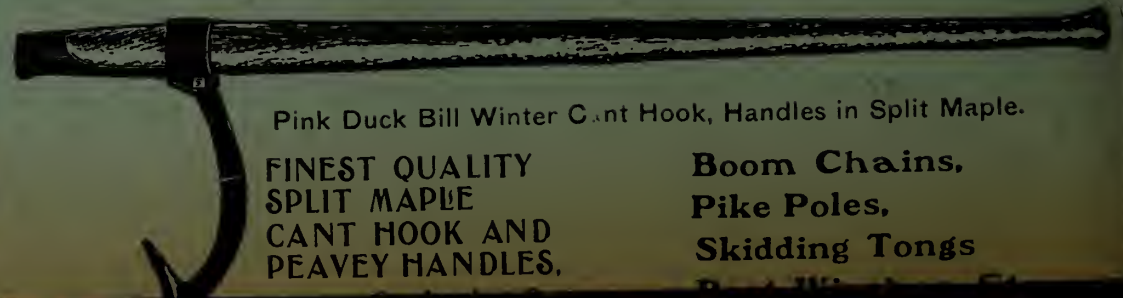 Pink Duck Bill Winter Cant Hook, Handles in Split Maple.
FINEST QUALITY
SPLIT MAPLE
CANT HOOK AND
PEAVEY HANDLES,
Boom Chains,
Pike Poles,
Skidding Tongs